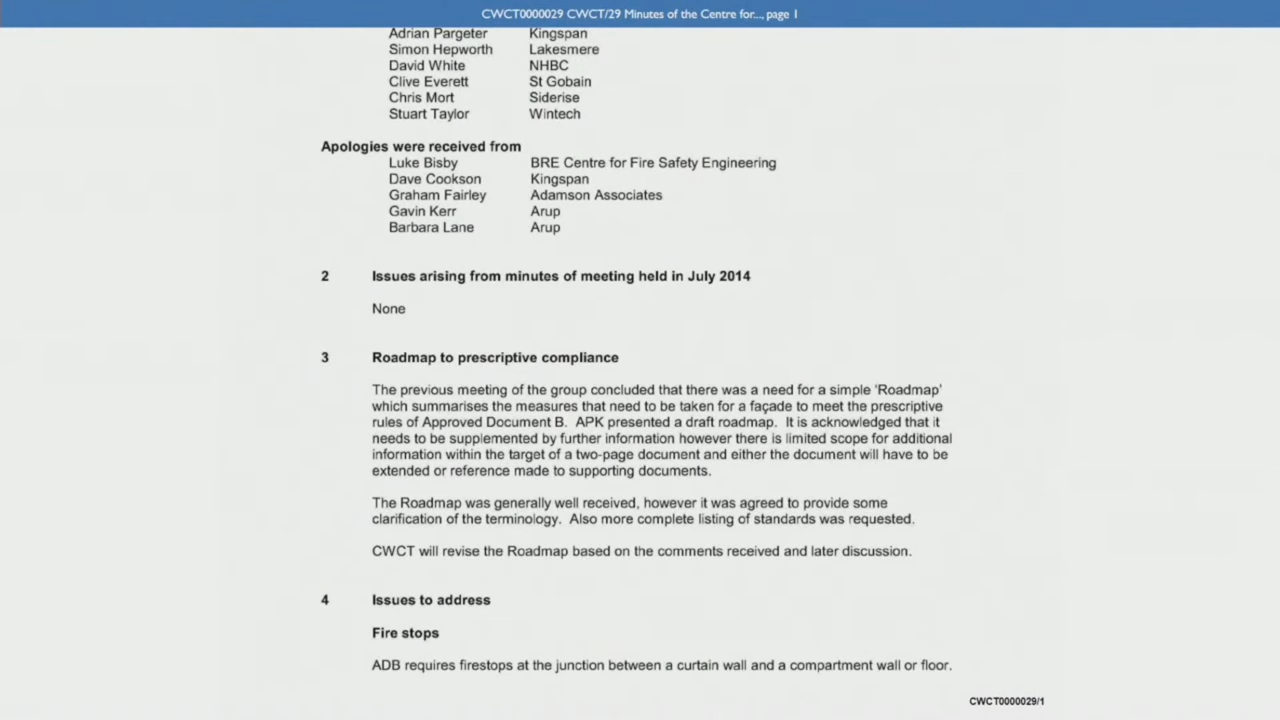 CWCT0000029 CWCT/29 Minutes of the Centre for..., page 1
Adrian Pargeter Kingspan
Simon Hepworth Lakesmere
David White NHBC
Clive Everett St Gobain
Chris Mort Siderise
Stuart Taylor Wintech
Apologies were received from
Luke Bisby BRE Centre for Fire Safety Engineering
Dave Cookson Kingspan
Graham Fairley Adamson Associates
Gavin Kerr Arup
Barbara Lane Arup
2 Issues arising from minutes of meeting held in July 2014
None
3 Roadmap to prescriptive compliance
The previous meeting of the group concluded that there was a need for a simple ‘Roadmap’
which summarises the measures that need to be taken for a façade to meet the prescriptive
rules of Approved Document B. APK presented a draft roadmap. It is acknowledged that it
needs to be supplemented by further information however there is limited scope for additional
information within the target of a two-page document and either the document will have to be
extended or reference made to supporting documents.
The Roadmap was generally well received, however it was agreed to provide some
clarification of the terminology. Also more complete listing of standards was requested.
CWCT will revise the Roadmap based on the comments received and later discussion.
4 Issues to address
Fire stops
ADB requires firestops at the junction between a curtain wall and a compartment wall or floor.
CWCT0000029/1